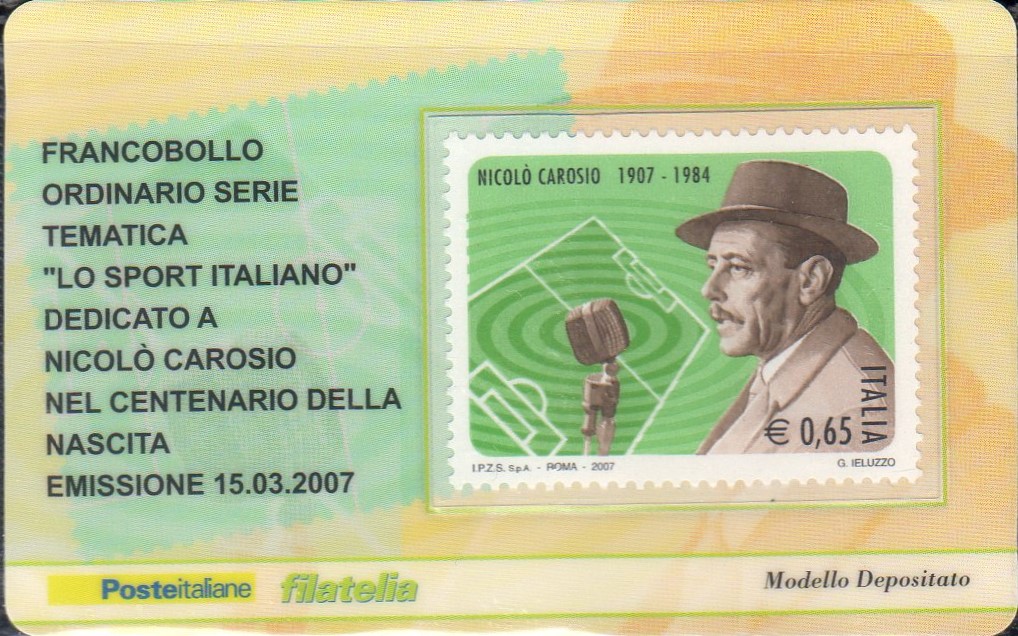 FRANCOBOLLO
ORDINARIO SERIE
TEMATICA
"LO SPORT ITALIANO"
DEDICATO A
NICOLÒ CAROSIO
NEL CENTENARIO DELLA
NASCITA
EMISSIONE 15.03.2007
NICOLÒ CAROSIO 1907 - 1984
ITALIA
€ 0,65
I.P.Z.S. S.p.A. - ROMA - 2007
G. IELUZZO
Posteitaliane filatelia
Modello Depositato